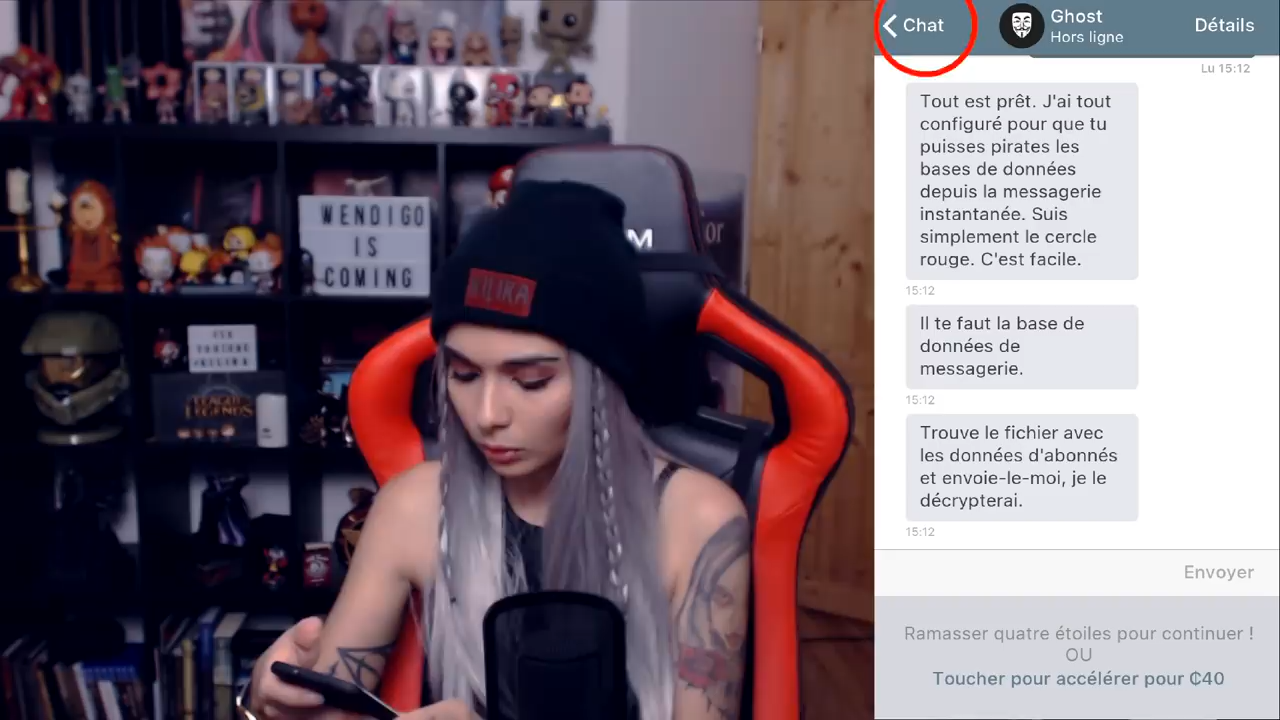 WENDIGO
IS
COMING
M
or
KILIRA
YOUTUBE
LEAGUE OF
LEGENDS
Chat
Ghost
Hors ligne
Détails
Lu 15:12
Tout est prêt. J'ai tout
configuré pour que tu
puisses pirates les
bases de données
depuis la messagerie
instantanée. Suis
simplement le cercle
rouge. C'est facile.
15:12
Il te faut la base de
données de
messagerie.
15:12
Trouve le fichier avec
les données d'abonnés
et envoie-le-moi, je le
décrypterai.
15:12
Envoyer
Ramasser quatre étoiles pour continuer !
OU
Toucher pour accélérer pour ₵40